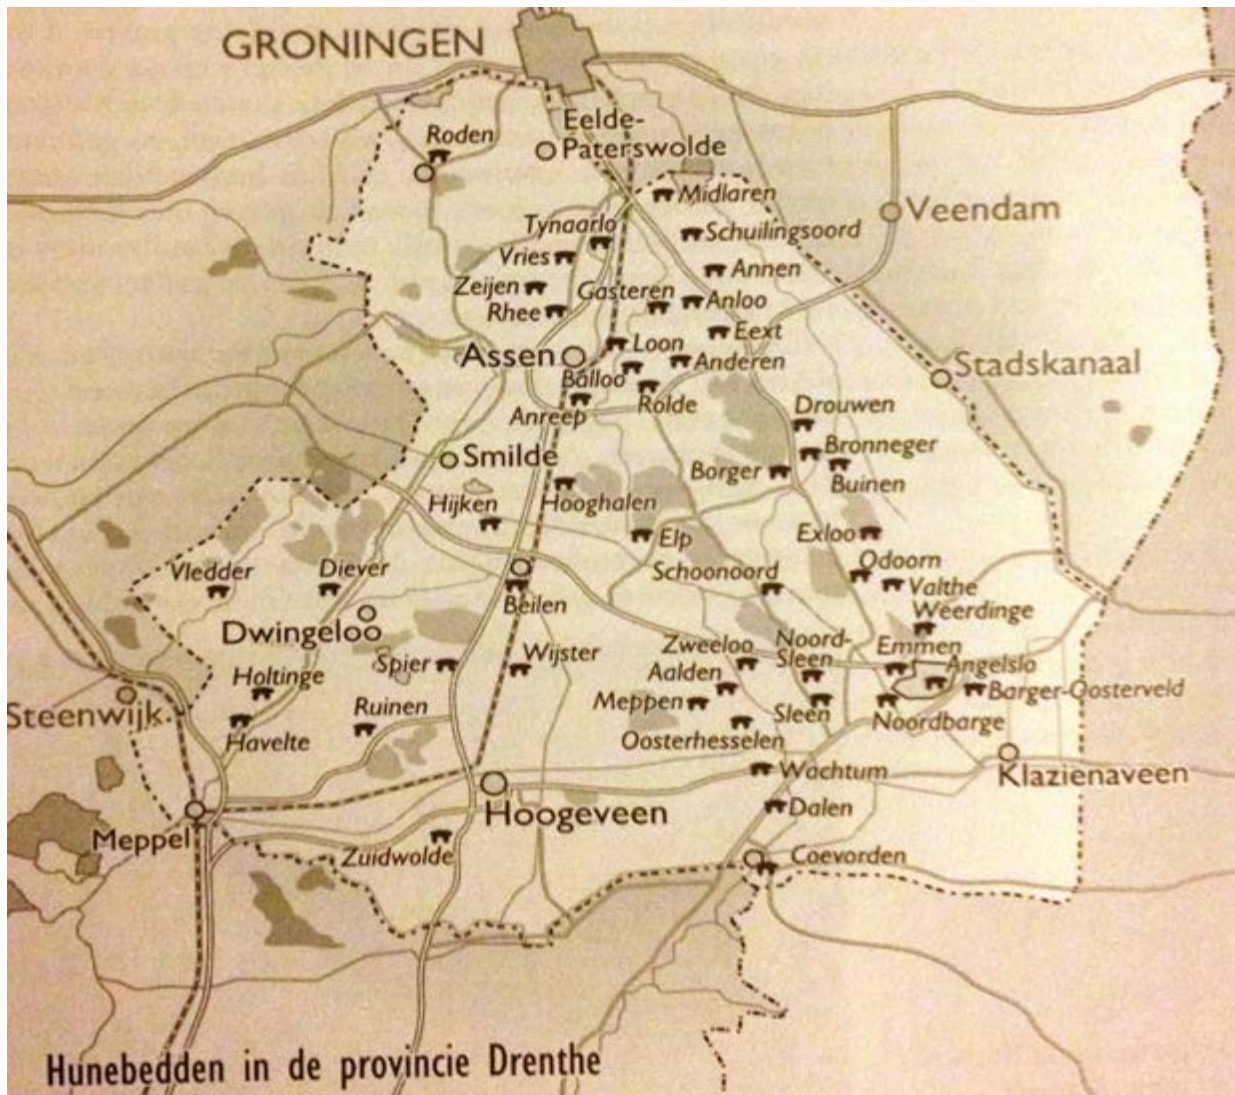 GRONINGEN
Roden
Eelde-
Paterswolde
Midlaren
Veendam
Tynaarlo
Schuilingsoord
Vries
Annen
Zeijen
Gasteren
Anloo
Rhee
Eext
Loon
Assen
Anderen
Stadskanaal
Balloo
Rolde
Anreep
Drouwen
Bronneger
Smilde
Borger
Buinen
Hijken
Hooghalen
Elp
Exloo
Vledder
Diever
Schoonoord
Odoorn
Valthe
Beilen
Weerdinge
Dwingeloo
Zweeloo
Noord-
Sleen
Emmen
Spier
Wijster
Aalden
Angelslo
Holtinge
Meppen
Barger-Oosterveld
Steenwijk
Ruinen
Sleen
Noordbarge
Havelte
Oosterhesselen
Wachtum
Klazienaveen
Hoogeveen
Dalen
Meppel
Zuidwolde
Coevorden
Hunebedden in de provincie Drenthe